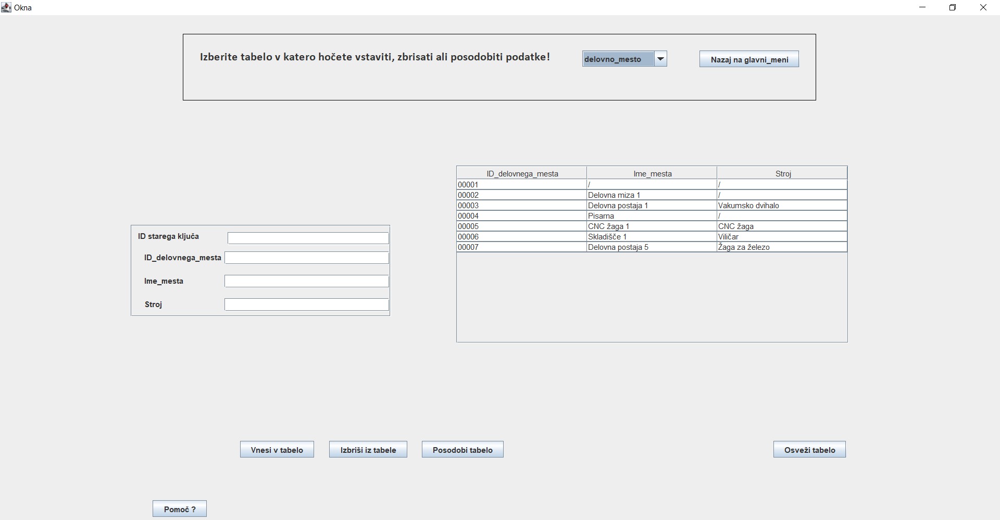 Okna
Izberite tabelo v katero hočete vstaviti, zbrisati ali posodobiti podatke!
delovno_mesto
Nazaj na glavni_meni
ID_delovnega_mesta Ime_mesta Stroj
00001 / /
00002 Delovna miza 1 /
00003 Delovna postaja 1 Vakumsko dvihalo
00004 Pisarna /
00005 CNC žaga 1 CNC žaga
00006 Skladišče 1 Viličar
00007 Delovna postaja 5 Žaga za železo
ID starega ključa
ID_delovnega_mesta
Ime_mesta
Stroj
Vnesi v tabelo
Izbriši iz tabele
Posodobi tabelo
Osveži tabelo
Pomoč ?